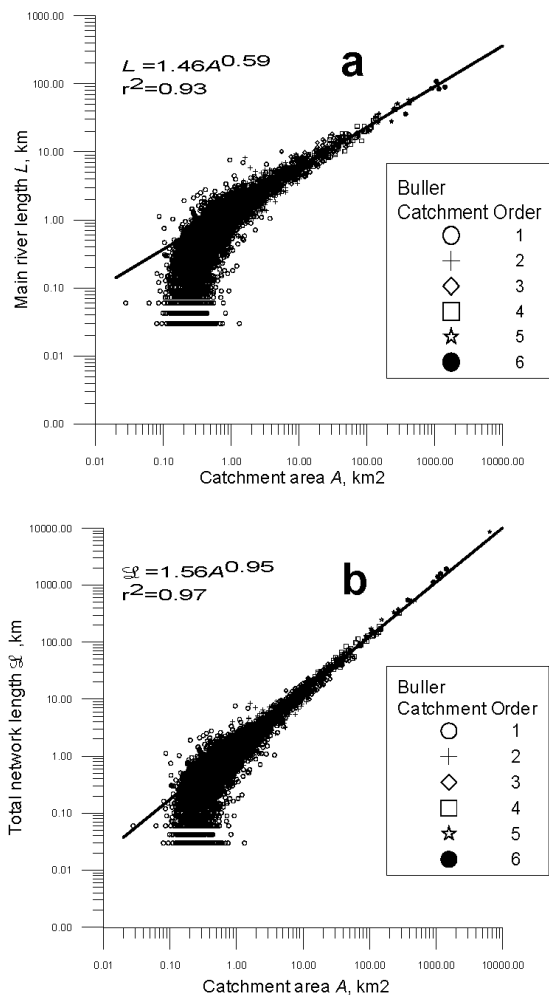 L=1.46A0.59
r2=0.93
a
1000.00
100.00
10.00
1.00
0.10
0.01
0.00
Main river length L, km
0.01 0.10 1.00 10.00 100.00 1000.00 10000.00
Catchment area A, km2
Buller
Catchment Order
1
2
3
4
5
6
ℒ=1.56A0.95
r2=0.97
b
10000.00
1000.00
100.00
10.00
1.00
0.10
0.01
0.00
Total network length ℒ ,km
0.01 0.10 1.00 10.00 100.00 1000.00 10000.00
Catchment area A, km2
Buller
Catchment Order
1
2
3
4
5
6